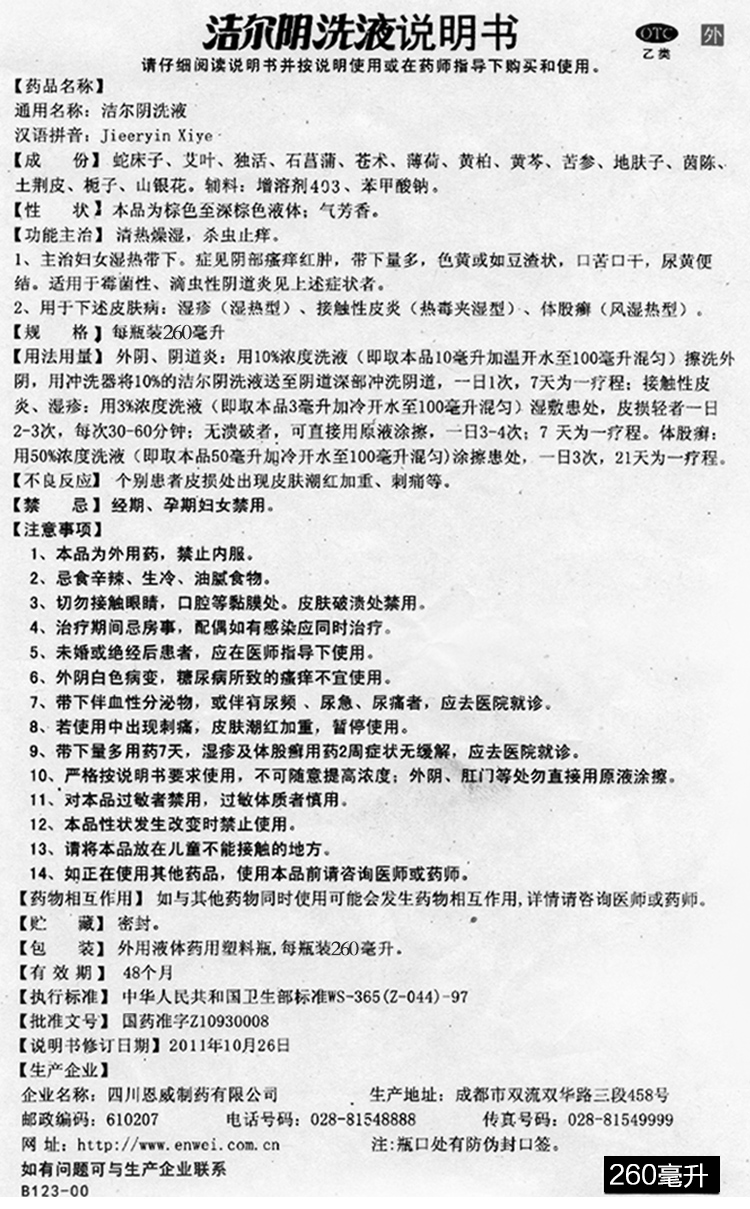 洁尔阴洗液说明书
OTC
乙类
外
请仔细阅读说明书并按说明使用或在药师指导下购买和使用。
【药品名称】
通用名称：洁尔阴洗液
汉语拼音：Jieeryin Xiye
【成　份】蛇床子、艾叶、独活、石菖蒲、苍术、薄荷、黄柏、黄芩、苦参、地肤子、茵陈、
土荆皮、栀子、山银花。辅料：增溶剂403、苯甲酸钠。
【性　状】本品为棕色至深棕色液体；气芳香。
【功能主治】清热燥湿，杀虫止痒。
1、主治妇女湿热带下。症见阴部瘙痒红肿，带下量多，色黄或如豆渣状，口苦口干，尿黄便
结。适用于霉菌性、滴虫性阴道炎见上述症状者。
2、用于下述皮肤病：湿疹（湿热型）、接触性皮炎（热毒夹湿型）、体股癣（风湿热型）。
【规　格】每瓶装260毫升
【用法用量】外阴、阴道炎：用10%浓度洗液（即取本品10毫升加温开水至100毫升混匀）擦洗外
阴，用冲洗器将10%的洁尔阴洗液送至阴道深部冲洗阴道，一日1次，7天为一疗程；接触性皮
炎、湿疹：用3%浓度洗液（即取本品3毫升加冷开水至100毫升混匀）湿敷患处，皮损轻者一日
2-3次，每次30-60分钟；无溃破者，可直接用原液涂擦，一日3-4次；7 天为一疗程。体股癣：
用50%浓度洗液（即取本品50毫升加冷开水至100毫升混匀)涂擦患处，一日3次，21天为一疗程。
【不良反应】个别患者皮损处出现皮肤潮红加重、刺痛等。
【禁　忌】经期、孕期妇女禁用。
【注意事项】
1、本品为外用药，禁止内服。
2、忌食辛辣、生冷、油腻食物。
3、切勿接触眼睛，口腔等黏膜处。皮肤破溃处禁用。
4、治疗期间忌房事，配偶如有感染应同时治疗。
5、未婚或绝经后患者，应在医师指导下使用。
6、外阴白色病变，糖尿病所致的瘙痒不宜使用。
7、带下伴血性分泌物，或伴有尿频 、尿急、尿痛者，应去医院就诊。
8、若使用中出现刺痛，皮肤潮红加重，暂停使用。
9、带下量多用药7天，湿疹及体股癣用药2周症状无缓解，应去医院就诊。
10、严格按说明书要求使用，不可随意提高浓度；外阴、肛门等处勿直接用原液涂擦。
11、对本品过敏者禁用，过敏体质者慎用。
12、本品性状发生改变时禁止使用。
13、请将本品放在儿童不能接触的地方。
14、如正在使用其他药品，使用本品前请咨询医师或药师。
【药物相互作用】如与其他药物同时使用可能会发生药物相互作用,详情请咨询医师或药师。
【贮　藏】密封。
【包　装】外用液体药用塑料瓶,每瓶装260毫升。
【有 效 期】48个月
【执行标准】中华人民共和国卫生部标准WS-365(Z-044)-97
【批准文号】国药准字Z10930008
【说明书修订日期】2011年10月26日
【生产企业】
企业名称：四川恩威制药有限公司　生产地址：成都市双流双华路三段458号
邮政编码：610207　电话号码：028-81548888　传真号码：028-81549999
网 址：http://www.enwei.com.cn　注:瓶口处有防伪封口签。
如有问题可与生产企业联系
B123-00
260毫升